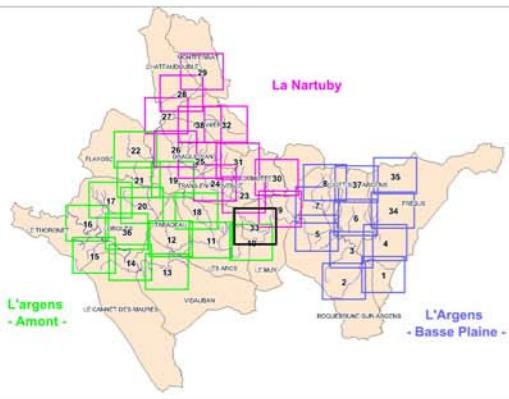 MONTFERRAT
CHATEAUDOUBLE
29
La Nartuby
28
27
38
32
22
26
FLAYOSC
DRAGUIGNAN
25
31
30
8
37
35
21
19
24
TRANS-EN-PROVENCE
23
17
20
18
9
7
34
FREJUS
16
LE THORONET
36
TARADEAU
12
11
33
10
5
6
4
15
14
13
LES ARCS
LE MUY
3
2
1
L'argens
- Amont -
LE CANNET-DES-MAURES
VIDAUBAN
ROQUEBRUNE-SUR-ARGENS
L'Argens
- Basse Plaine -